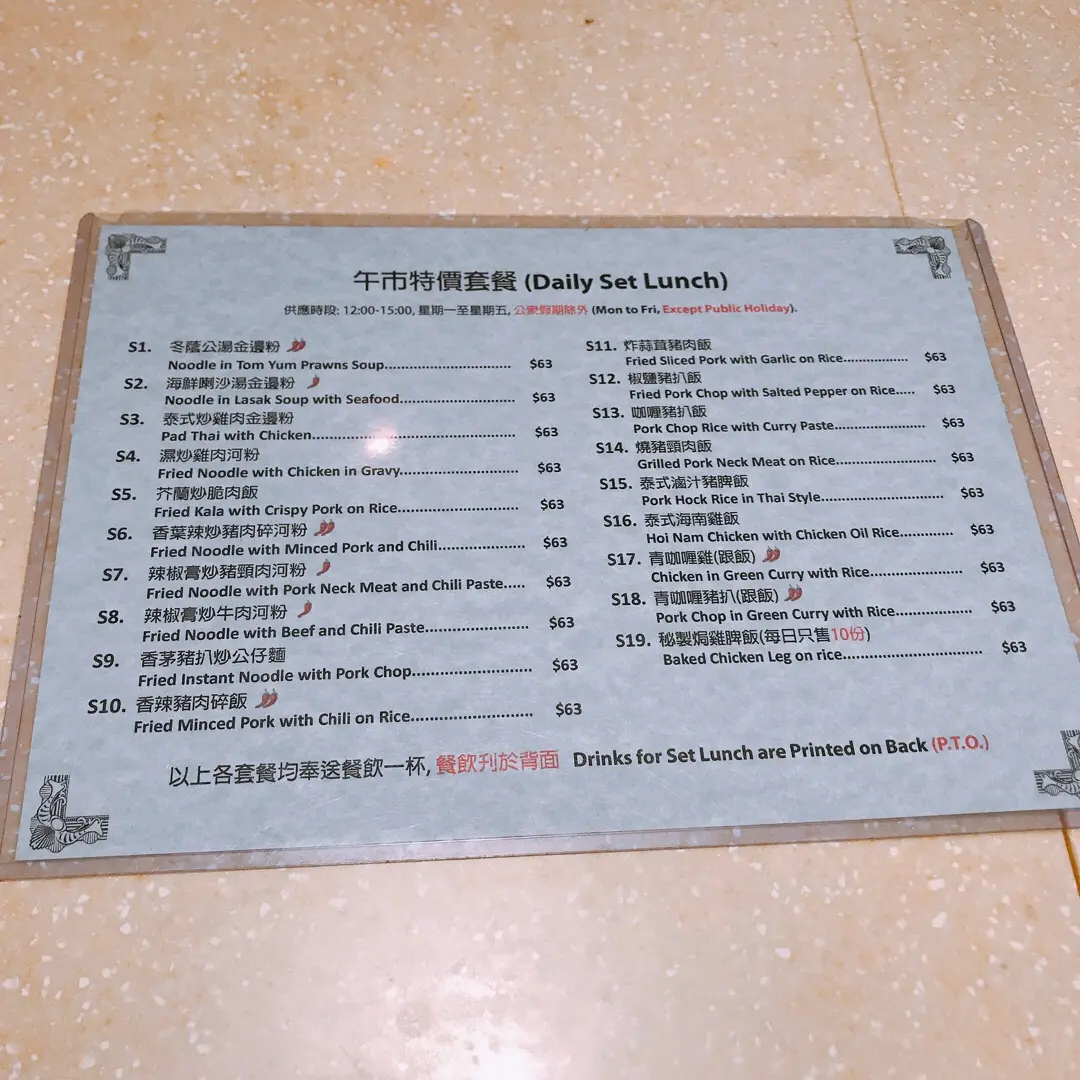 午市特價套餐 (Daily Set Lunch)
供應時段: 12:00-15:00, 星期一至星期五, 公衆假期除外 (Mon to Fri, Except Public Holiday).
S1. 冬蔭公湯金邊粉
Noodle in Tom Yum Prawns Soup............................... $63
S2. 海鮮喇沙湯金邊粉
Noodle in Lasak Soup with Seafood............................ $63
S3. 泰式炒雞肉金邊粉
Pad Thai with Chicken.................................................. $63
S4. 濕炒雞肉河粉
Fried Noodle with Chicken in Gravy............................. $63
S5. 芥蘭炒脆肉飯
Fried Kala with Crispy Pork on Rice............................. $63
S6. 香葉辣炒豬肉碎河粉
Fried Noodle with Minced Pork and Chili..................... $63
S7. 辣椒膏炒豬頸肉河粉
Fried Noodle with Pork Neck Meat and Chili Paste..... $63
S8. 辣椒膏炒牛肉河粉
Fried Noodle with Beef and Chili Paste......................... $63
S9. 香茅豬扒炒公仔麵
Fried Instant Noodle with Pork Chop............................. $63
S10. 香辣豬肉碎飯
Fried Minced Pork with Chili on Rice............................. $63
S11. 炸蒜茸豬肉飯
Fried Sliced Pork with Garlic on Rice................. $63
S12. 椒鹽豬扒飯
Fried Pork Chop with Salted Pepper on Rice..... $63
S13. 咖喱豬扒飯
Pork Chop Rice with Curry Paste....................... $63
S14. 燒豬頸肉飯
Grilled Pork Neck Meat on Rice......................... $63
S15. 泰式滷汁豬脾飯
Pork Hock Rice in Thai Style.............................. $63
S16. 泰式海南雞飯
Hoi Nam Chicken with Chicken Oil Rice............. $63
S17. 青咖喱雞(跟飯)
Chicken in Green Curry with Rice....................... $63
S18. 青咖喱豬扒(跟飯)
Pork Chop in Green Curry with Rice................... $63
S19. 秘製焗雞脾飯(每日只售10份)
Baked Chicken Leg on rice.................................. $63
以上各套餐均奉送餐飲一杯, 餐飲刋於背面 Drinks for Set Lunch are Printed on Back (P.T.O.)